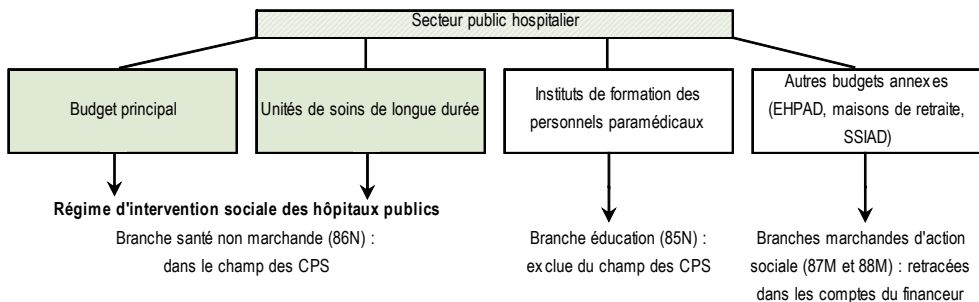 Secteur public hospitalier
Budget principal
Unités de soins de longue durée
Instituts de formation des
personnels paramédicaux
Autres budgets annexes
(EHPAD, maisons de retraite,
SSIAD)
Régime d'intervention sociale des hôpitaux publics
Branche santé non marchande (86N) :
dans le champ des CPS
Branche éducation (85N) :
exclue du champ des CPS
Branches marchandes d'action
sociale (87M et 88M) : retracées
dans les comptes du financeur